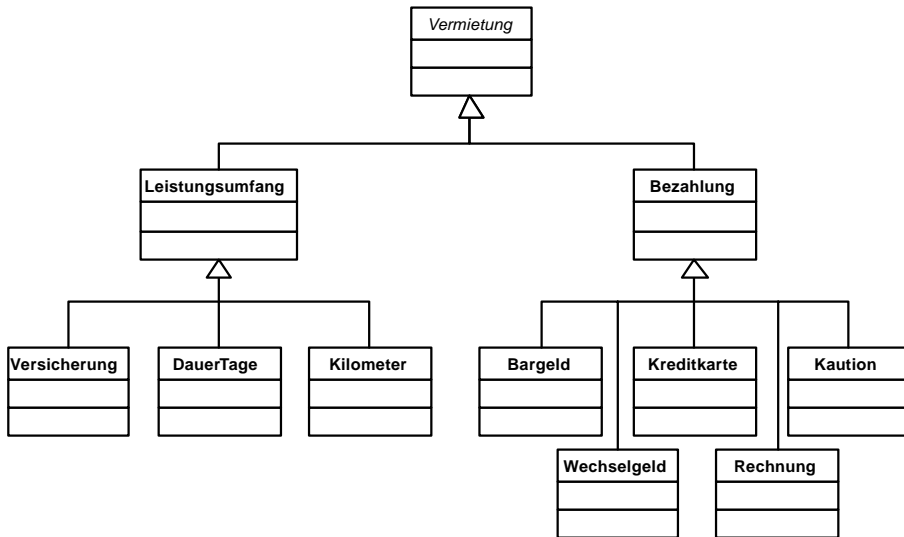 Vermietung
Leistungsumfang
Bezahlung
Versicherung
DauerTage
Kilometer
Bargeld
Kreditkarte
Kaution
Wechselgeld
Rechnung